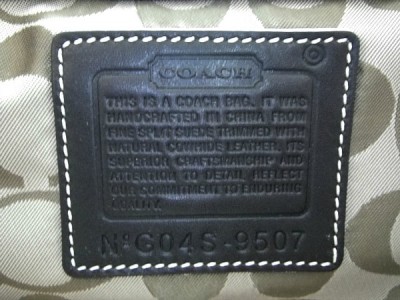 COACH
THIS IS A COACH BAG. IT WAS
HANDCRAFTED IN CHINA FROM
FINE SPLIT SUEDE TRIMMED WITH
NATURAL COWHIDE LEATHER. ITS
SUPERIOR CRAFTSMANSHIP AND
ATTENTION TO DETAIL REFLECT
OUR COMMITMENT TO ENDURING
QUALITY.
Nº G04S-9507